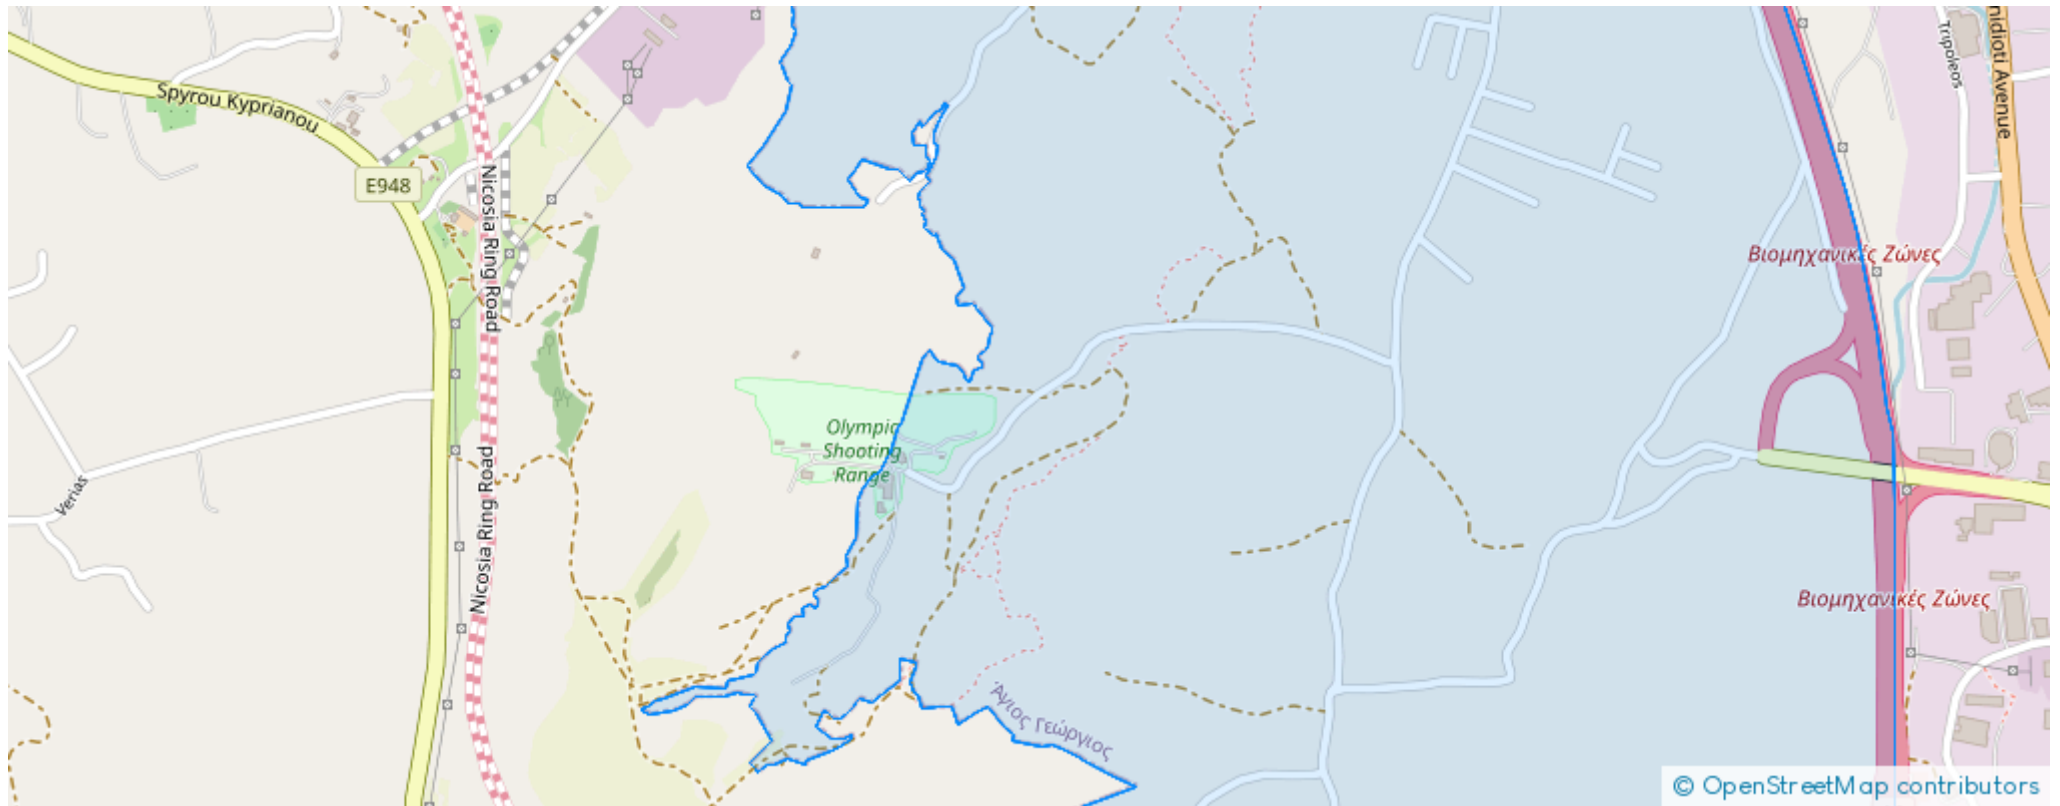 Spyrou Kyprianou
E948
Nicosia Ring Road
Nicosia Ring Road
Verias
Olympic
Shooting
Range
Άγιος Γεώργιος
Tripoleos
nidioti Avenue
Βιομηχανικές Ζώνες
Βιομηχανικές Ζώνες
© OpenStreetMap contributors